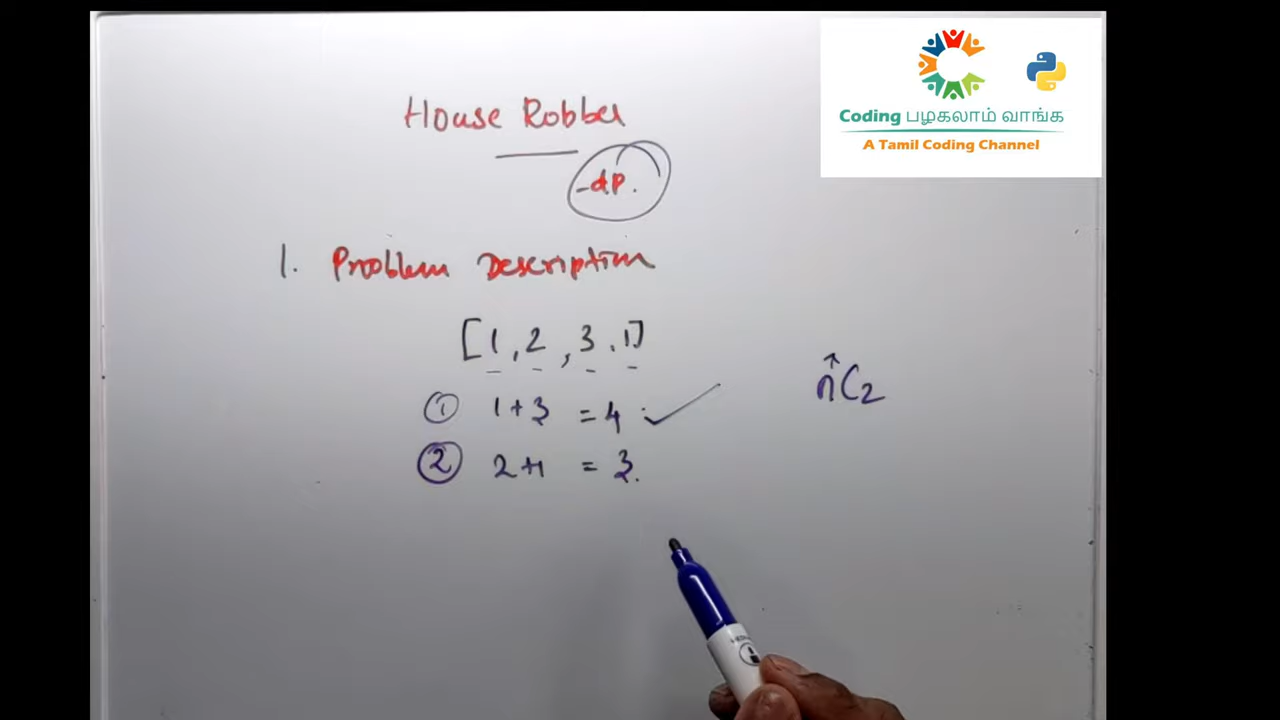 House Robber
- dp.
1. Problem Description
[1, 2, 3, 1]
① 1+3 = 4 ✓
② 2+1 = 3.
nC2
Coding பழகலாம் வாங்க
A Tamil Coding Channel